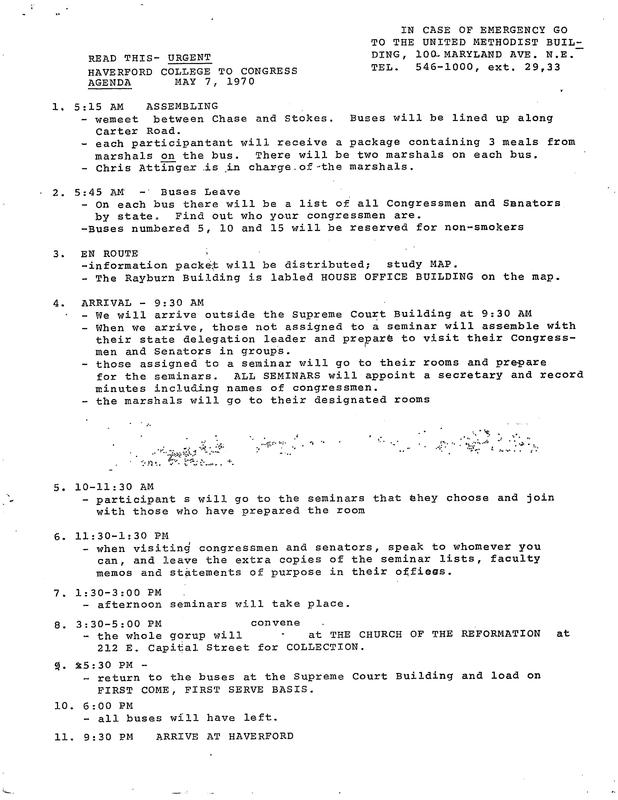 IN CASE OF EMERGENCY GO
TO THE UNITED METHODIST BUIL-
DING, 100 MARYLAND AVE. N.E.
TEL. 546-1000, ext. 29,33
READ THIS- URGENT
HAVERFORD COLLEGE TO CONGRESS
AGENDA MAY 7, 1970
1. 5:15 AM ASSEMBLING
- wemeet between Chase and Stokes. Buses will be lined up along
Carter Road.
- each participantant will receive a package containing 3 meals from
marshals on the bus. There will be two marshals on each bus.
- Chris Attinger is in charge of the marshals.
2. 5:45 AM - Buses Leave
- On each bus there will be a list of all Congressmen and Senators
by state. Find out who your congressmen are.
-Buses numbered 5, 10 and 15 will be reserved for non-smokers
3. EN ROUTE
-information packet will be distributed; study MAP.
- The Rayburn Building is labled HOUSE OFFICE BUILDING on the map.
4. ARRIVAL - 9:30 AM
- We will arrive outside the Supreme Court Building at 9:30 AM
- When we arrive, those not assigned to a seminar will assemble with
their state delegation leader and prepare to visit their Congress-
men and Senators in groups.
- those assigned to a seminar will go to their rooms and prepare
for the seminars. ALL SEMINARS will appoint a secretary and record
minutes including names of congressmen.
- the marshals will go to their designated rooms
5. 10-11:30 AM
- participant s will go to the seminars that they choose and join
with those who have prepared the room
6. 11:30-1:30 PM
- when visiting congressmen and senators, speak to whomever you
can, and leave the extra copies of the seminar lists, faculty
memos and statements of purpose in their offices.
7. 1:30-3:00 PM
- afternoon seminars will take place.
8. 3:30-5:00 PM convene
- the whole gorup will at THE CHURCH OF THE REFORMATION at
212 E. Capital Street for COLLECTION.
9. 5:30 PM -
- return to the buses at the Supreme Court Building and load on
FIRST COME, FIRST SERVE BASIS.
10. 6:00 PM
- all buses will have left.
11. 9:30 PM ARRIVE AT HAVERFORD